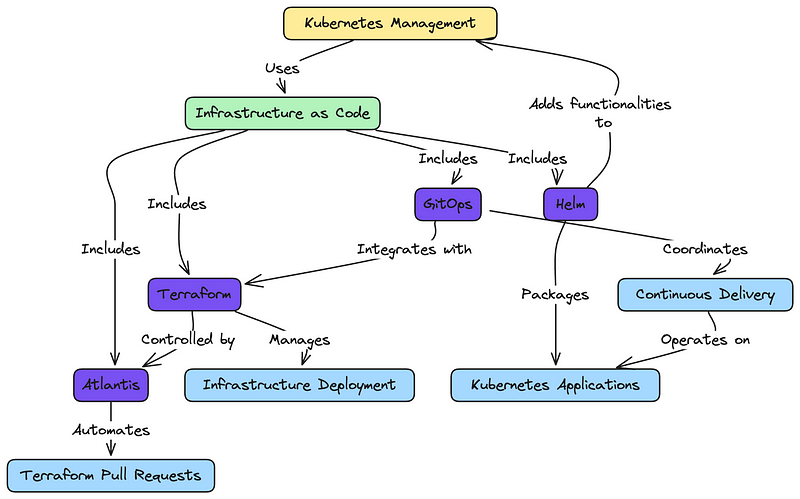 Kubernetes Management
Uses
Adds functionalities
to
Infrastructure as Code
Includes
Includes
Includes
GitOps
Helm
Includes
Integrates with
Coordinates
Terraform
Packages
Continuous Delivery
Controlled by
Manages
Operates on
Atlantis
Infrastructure Deployment
Kubernetes Applications
Automates
Terraform Pull Requests